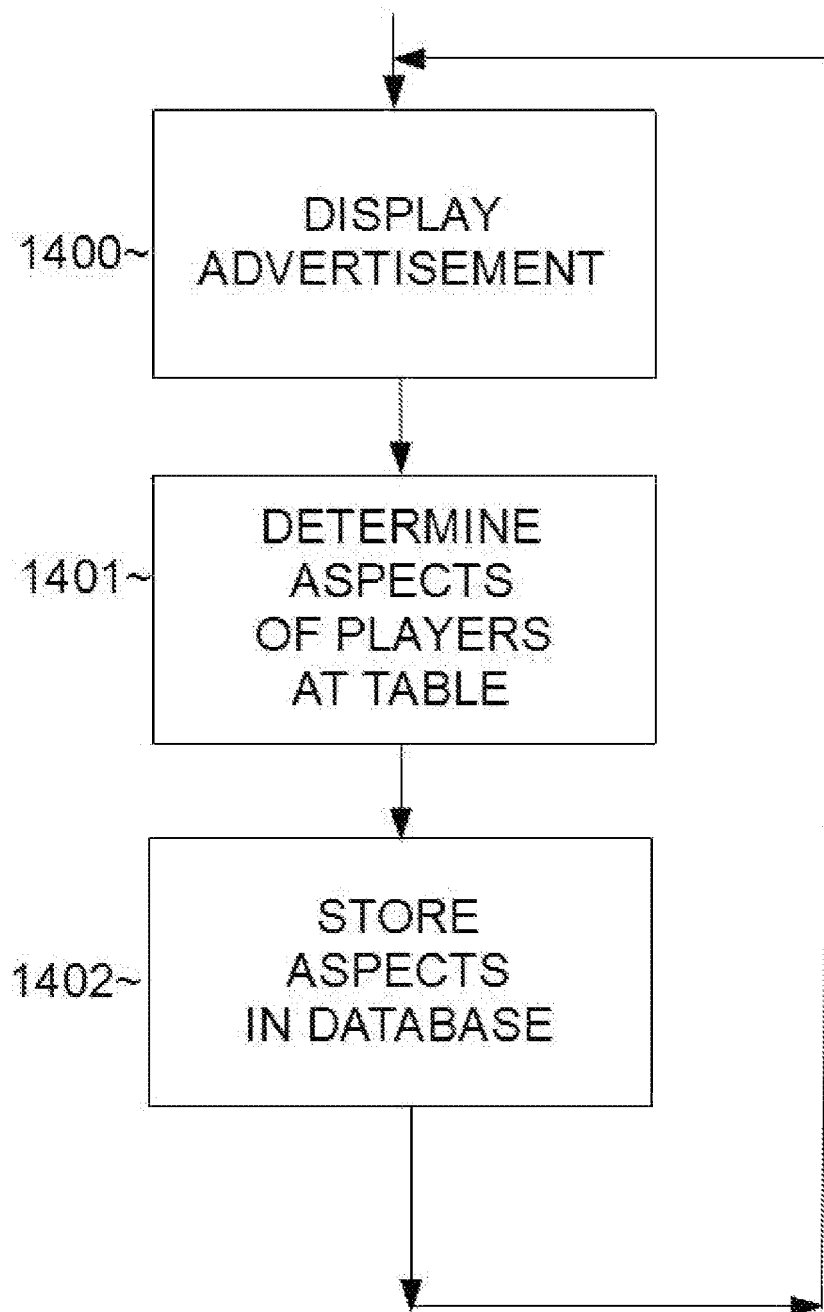 1400~
DISPLAY
ADVERTISEMENT
1401~
DETERMINE
ASPECTS
OF PLAYERS
AT TABLE
1402~
STORE
ASPECTS
IN DATABASE